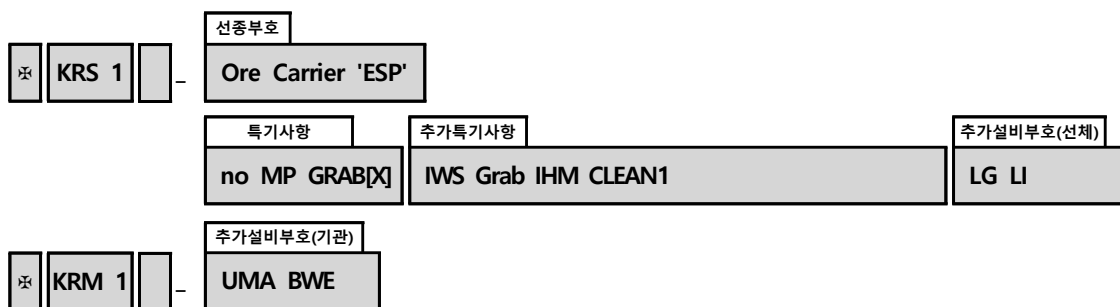 선종부호
✠ KRS 1 _ Ore Carrier 'ESP'
특기사항 추가특기사항 추가설비부호(선체)
no MP GRAB[X] IWS Grab IHM CLEAN1 LG LI
추가설비부호(기관)
✠ KRM 1 _ UMA BWE